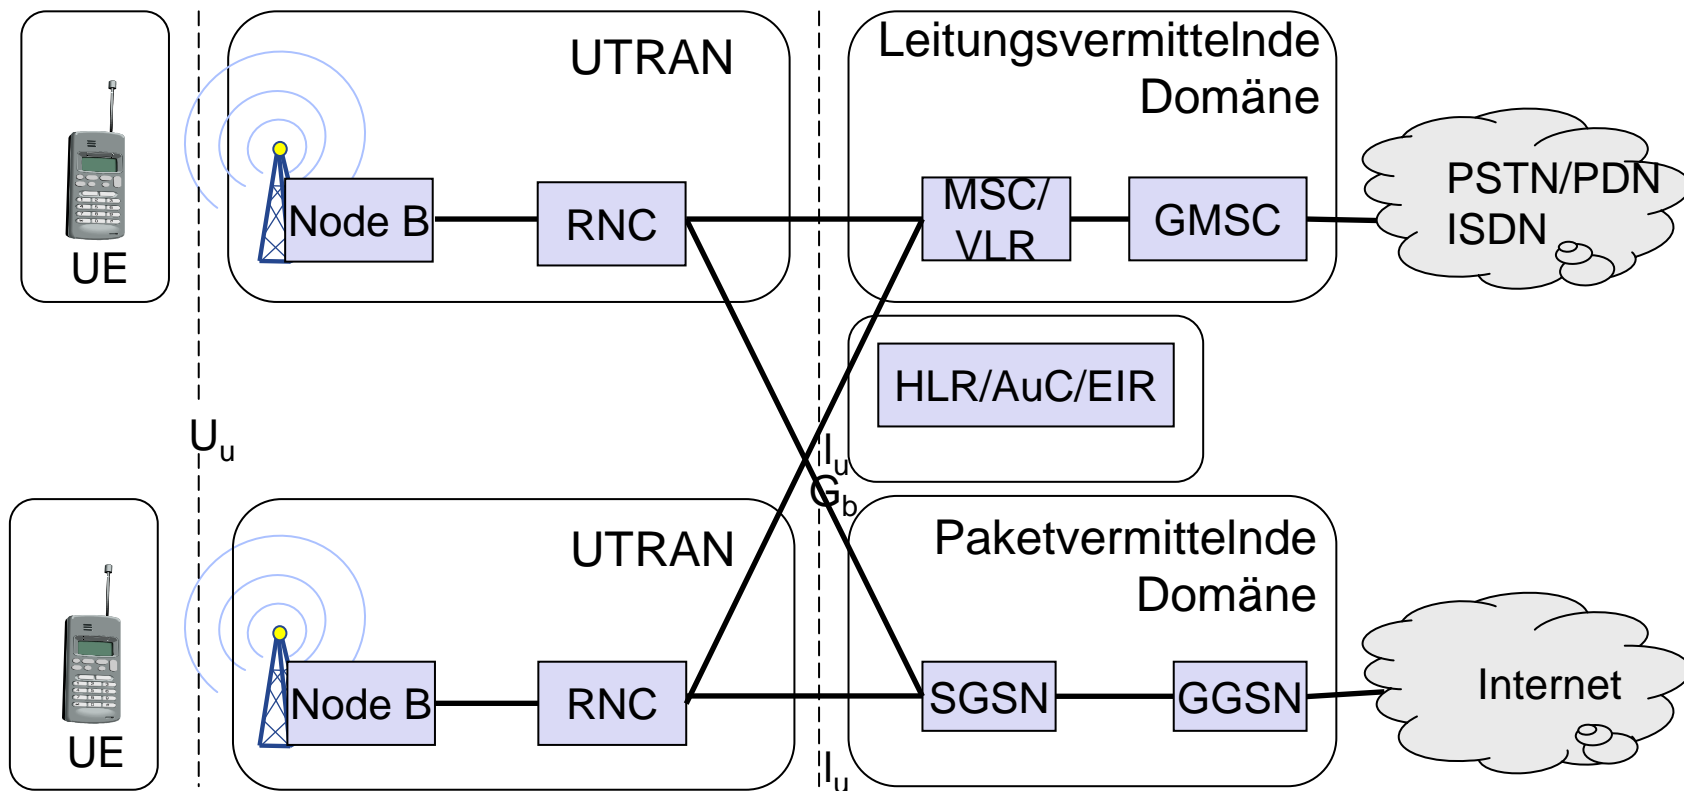 UTRAN
Leitungsvermittelnde
Domäne
UE
Node B
RNC
MSC/
VLR
GMSC
PSTN/PDN
ISDN
HLR/AuC/EIR
Uu
Iu
Gb
UTRAN
Paketvermittelnde
Domäne
UE
Node B
RNC
SGSN
GGSN
Internet
Iu